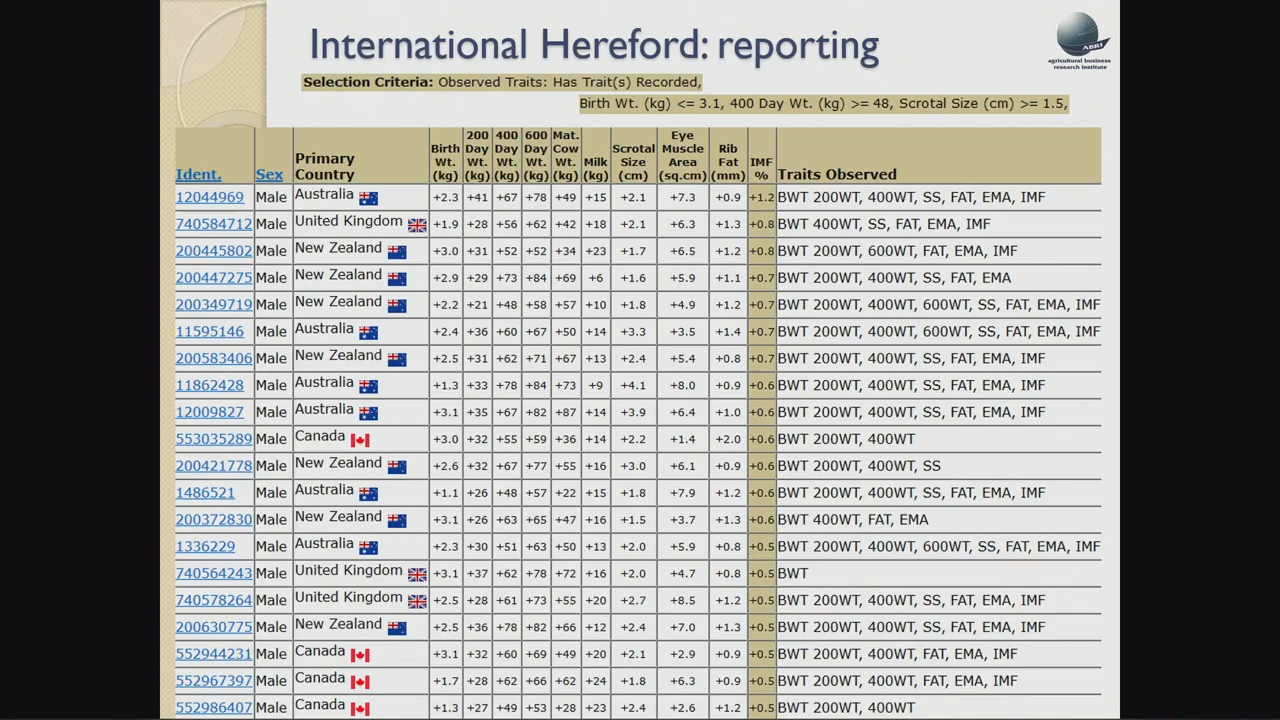 International Hereford: reporting
ABRI
agricultural business
research institute
Selection Criteria: Observed Traits: Has Trait(s) Recorded,
Birth Wt. (kg) <= 3.1, 400 Day Wt. (kg) >= 48, Scrotal Size (cm) >= 1.5,
Ident. Sex Primary Country Birth Wt. (kg) 200 Day Wt. (kg) 400 Day Wt. (kg) 600 Day Wt. (kg) Mat. Cow Wt. (kg) Milk (kg) Scrotal Size (cm) Eye Muscle Area (sq.cm) Rib Fat (mm) IMF % Traits Observed
12044969 Male Australia +2.3 +41 +67 +78 +49 +15 +2.1 +7.3 +0.9 +1.2 BWT 200WT, 400WT, SS, FAT, EMA, IMF
740584712 Male United Kingdom +1.9 +28 +56 +62 +42 +18 +2.1 +6.3 +1.3 +0.8 BWT 400WT, SS, FAT, EMA, IMF
200445802 Male New Zealand +3.0 +31 +52 +52 +34 +23 +1.7 +6.5 +1.2 +0.8 BWT 200WT, 600WT, FAT, EMA, IMF
200447275 Male New Zealand +2.9 +29 +73 +84 +69 +6 +1.6 +5.9 +1.1 +0.7 BWT 200WT, 400WT, SS, FAT, EMA
200349719 Male New Zealand +2.2 +21 +48 +58 +57 +10 +1.8 +4.9 +1.2 +0.7 BWT 200WT, 400WT, 600WT, SS, FAT, EMA, IMF
11595146 Male Australia +2.4 +36 +60 +67 +50 +14 +3.3 +3.5 +1.4 +0.7 BWT 200WT, 400WT, 600WT, SS, FAT, EMA, IMF
200583406 Male New Zealand +2.5 +31 +62 +71 +67 +13 +2.4 +5.4 +0.8 +0.7 BWT 200WT, 400WT, SS, FAT, EMA, IMF
11862428 Male Australia +1.3 +33 +78 +84 +73 +9 +4.1 +8.0 +0.9 +0.6 BWT 200WT, 400WT, SS, FAT, EMA, IMF
12009827 Male Australia +3.1 +35 +67 +82 +87 +14 +3.9 +6.4 +1.0 +0.6 BWT 200WT, 400WT, SS, FAT, EMA, IMF
553035289 Male Canada +3.0 +32 +55 +59 +36 +14 +2.2 +1.4 +2.0 +0.6 BWT 200WT, 400WT
200421778 Male New Zealand +2.6 +32 +67 +77 +55 +16 +3.0 +6.1 +0.9 +0.6 BWT 200WT, 400WT, SS
1486521 Male Australia +1.1 +26 +48 +57 +22 +15 +1.8 +7.9 +1.2 +0.6 BWT 200WT, 400WT, SS, FAT, EMA, IMF
200372830 Male New Zealand +3.1 +26 +63 +65 +47 +16 +1.5 +3.7 +1.3 +0.6 BWT 400WT, FAT, EMA
1336229 Male Australia +2.3 +30 +51 +63 +50 +13 +2.0 +5.9 +0.8 +0.5 BWT 200WT, 400WT, 600WT, SS, FAT, EMA, IMF
740564243 Male United Kingdom +3.1 +37 +62 +78 +72 +16 +2.0 +4.7 +0.8 +0.5 BWT
740578264 Male United Kingdom +2.5 +28 +61 +73 +55 +20 +2.7 +8.5 +1.2 +0.5 BWT 200WT, 400WT, SS, FAT, EMA, IMF
200630775 Male New Zealand +2.5 +36 +78 +82 +66 +12 +2.4 +7.0 +1.3 +0.5 BWT 200WT, 400WT, SS, FAT, EMA, IMF
552944231 Male Canada +3.1 +32 +60 +69 +49 +20 +2.1 +2.9 +0.9 +0.5 BWT 200WT, 400WT, FAT, EMA, IMF
552967397 Male Canada +1.7 +28 +62 +66 +62 +24 +1.8 +6.3 +0.9 +0.5 BWT 200WT, 400WT, FAT, EMA, IMF
552986407 Male Canada +1.3 +27 +49 +53 +28 +23 +2.4 +2.6 +1.2 +0.5 BWT 200WT, 400WT